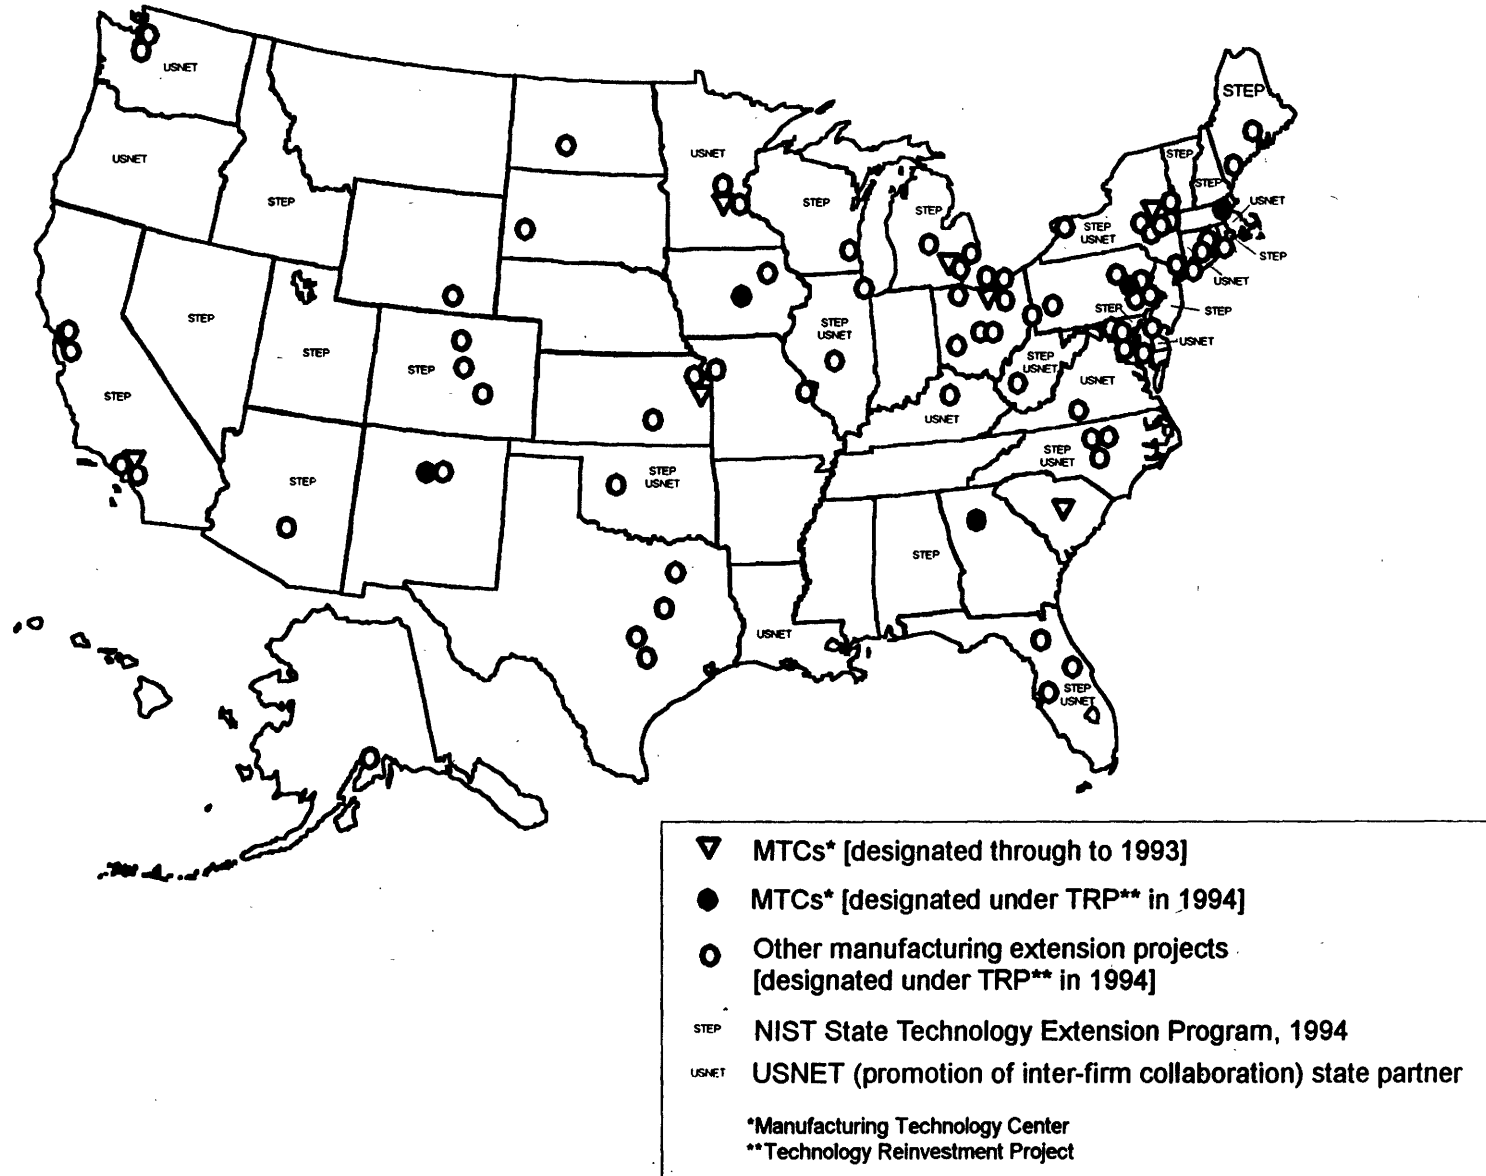 USNET
USNET
STEP
STEP
STEP
STEP
STEP
STEP
USNET
STEP
STEP
STEP
STEP
STEP
USNET
STEP
USNET
STEP
USNET
STEP
STEP
USNET
STEP
STEP
USNET
STEP
USNET
USNET
USNET
STEP
USNET
STEP
USNET
STEP
USNET
STEP
USNET
▽ MTCs* [designated through to 1993]
● MTCs* [designated under TRP** in 1994]
O Other manufacturing extension projects
[designated under TRP** in 1994]
STEP NIST State Technology Extension Program, 1994
USNET USNET (promotion of inter-firm collaboration) state partner
*Manufacturing Technology Center
**Technology Reinvestment Project